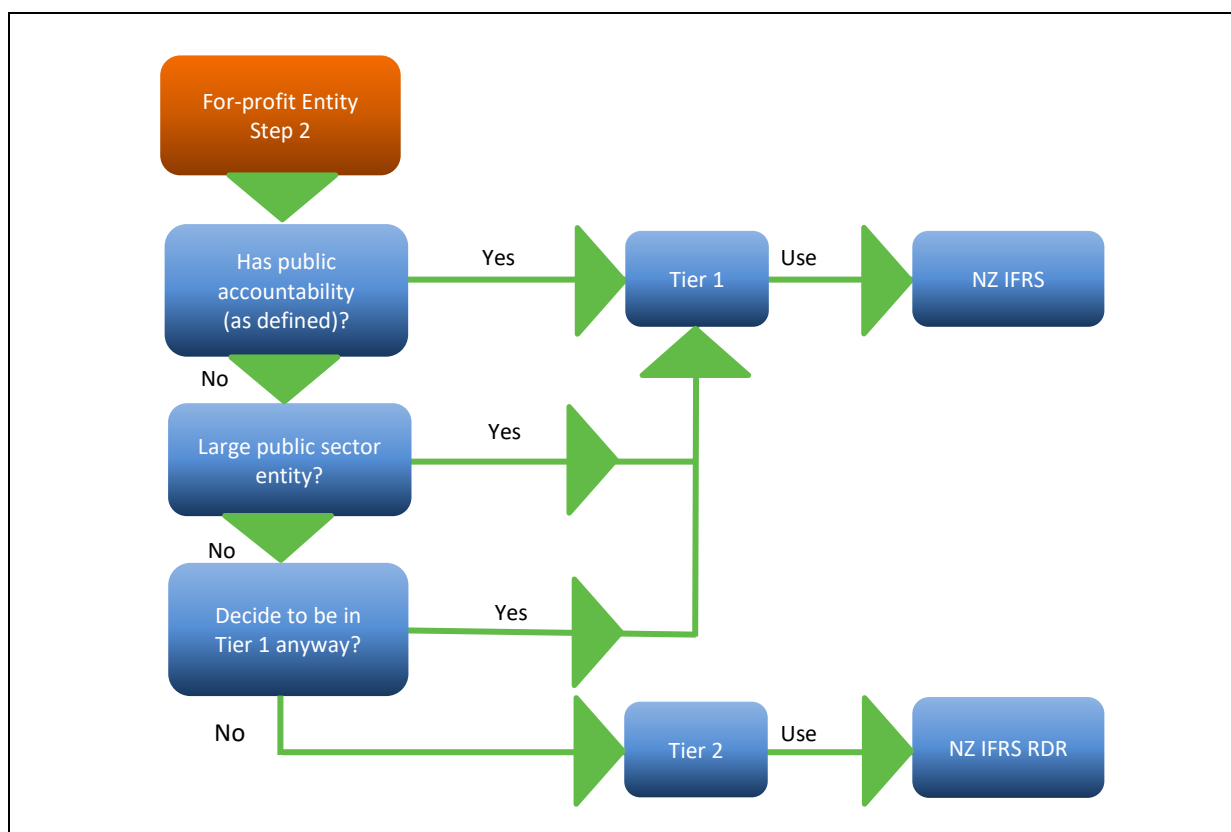 For-profit Entity
Step 2
Has public
accountability
(as defined)?
Yes
Tier 1
Use
NZ IFRS
No
Large public sector
entity?
Yes
No
Decide to be in
Tier 1 anyway?
Yes
No
Tier 2
Use
NZ IFRS RDR